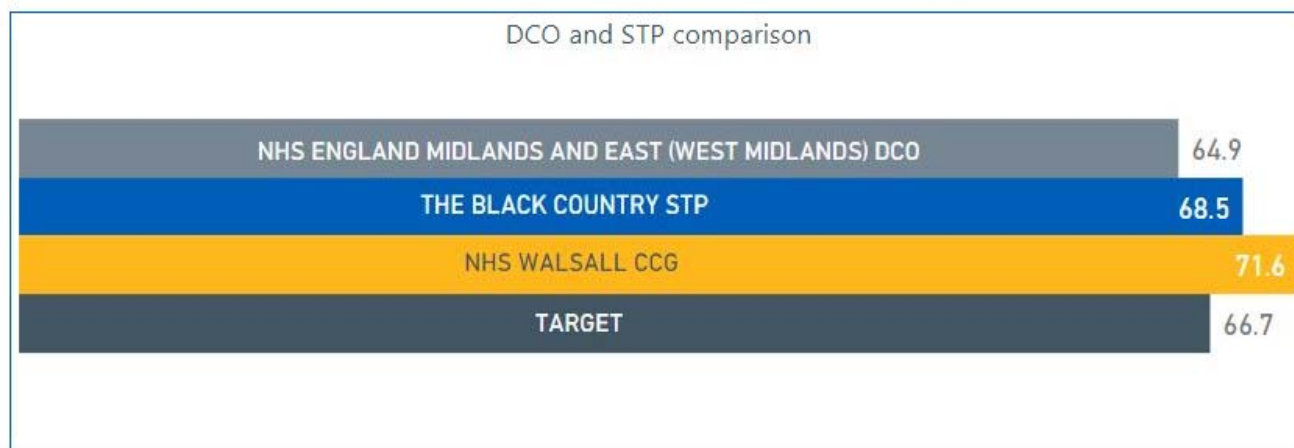 DCO and STP comparison
NHS ENGLAND MIDLANDS AND EAST (WEST MIDLANDS) DCO 64.9
THE BLACK COUNTRY STP 68.5
NHS WALSALL CCG 71.6
TARGET 66.7